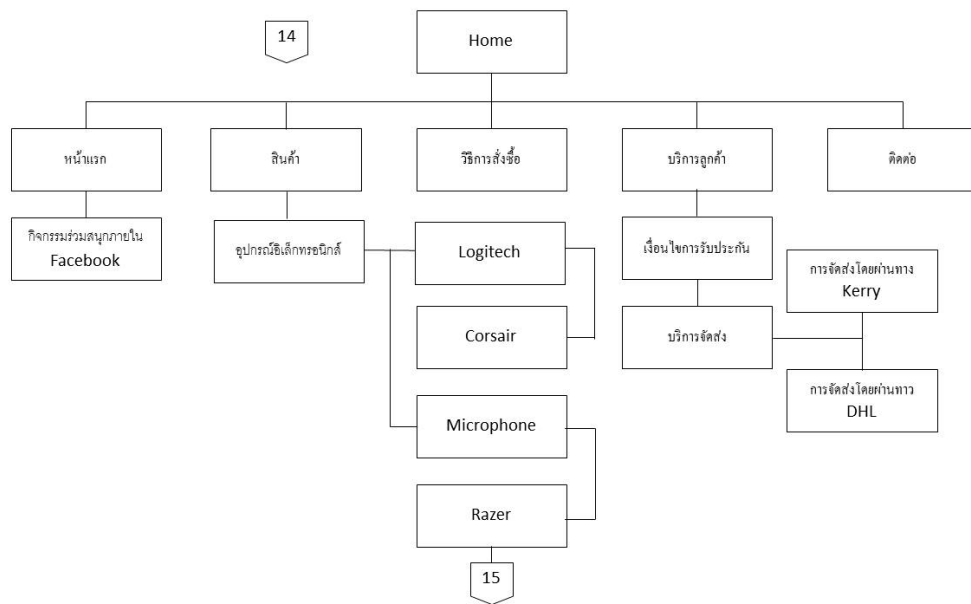 14
Home
หน้าแรก
สินค้า
วิธีการสั่งซื้อ
บริการลูกค้า
ติดต่อ
กิจกรรมร่วมสนุกภายใน
Facebook
อุปกรณ์อิเล็กทรอนิกส์
Logitech
เงื่อนไขการรับประกัน
การจัดส่งโดยผ่านทาง
Kerry
Corsair
บริการจัดส่ง
การจัดส่งโดยผ่านทาว
DHL
Microphone
Razer
15